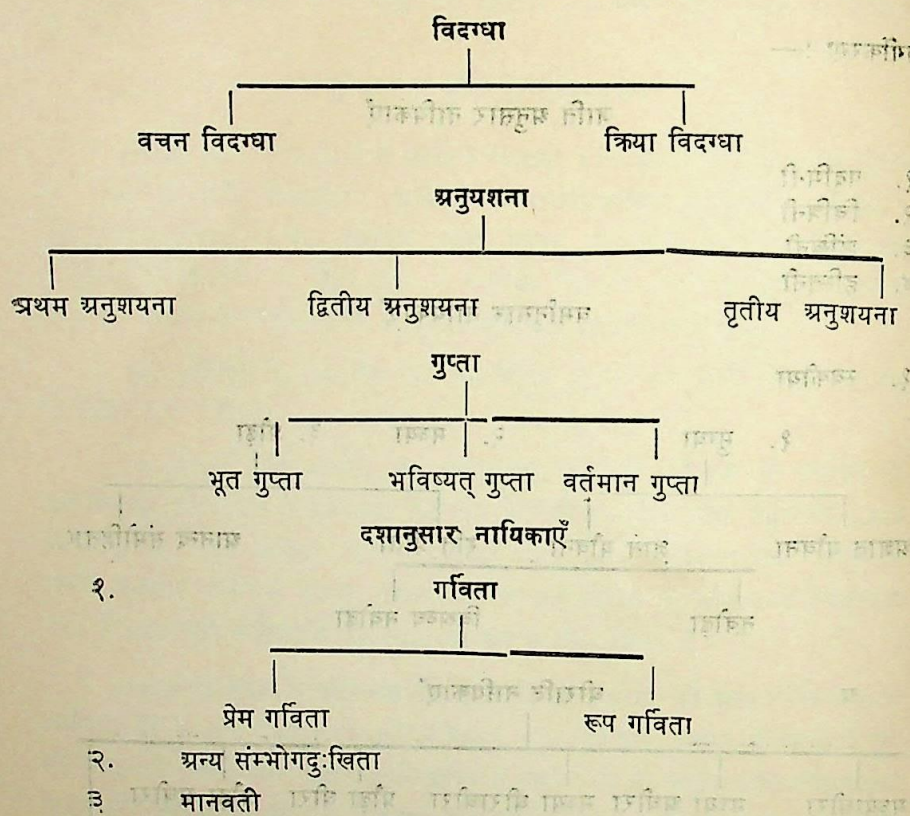 विदग्धा
वचन विदग्धा क्रिया विदग्धा
अनुयशना
प्रथम अनुशयना द्वितीय अनुशयना तृतीय अनुशयना
गुप्ता
भूत गुप्ता भविष्यत् गुप्ता वर्तमान गुप्ता
दशानुसार नायिकाएँ
१. गर्विता
प्रेम गर्विता रूप गर्विता
२. अन्य संम्भोगदुःखिता
३ मानवती